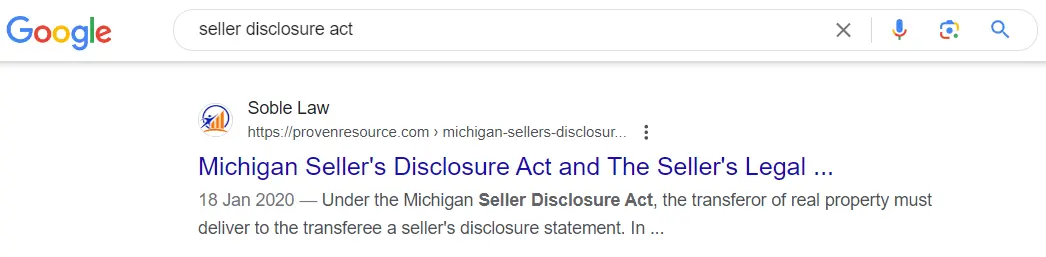 Google
seller disclosure act
Soble Law
https://provenresource.com › michigan-sellers-disclosur...
Michigan Seller's Disclosure Act and The Seller's Legal ...
18 Jan 2020 — Under the Michigan Seller Disclosure Act, the transferor of real property must
deliver to the transferee a seller's disclosure statement. In ...